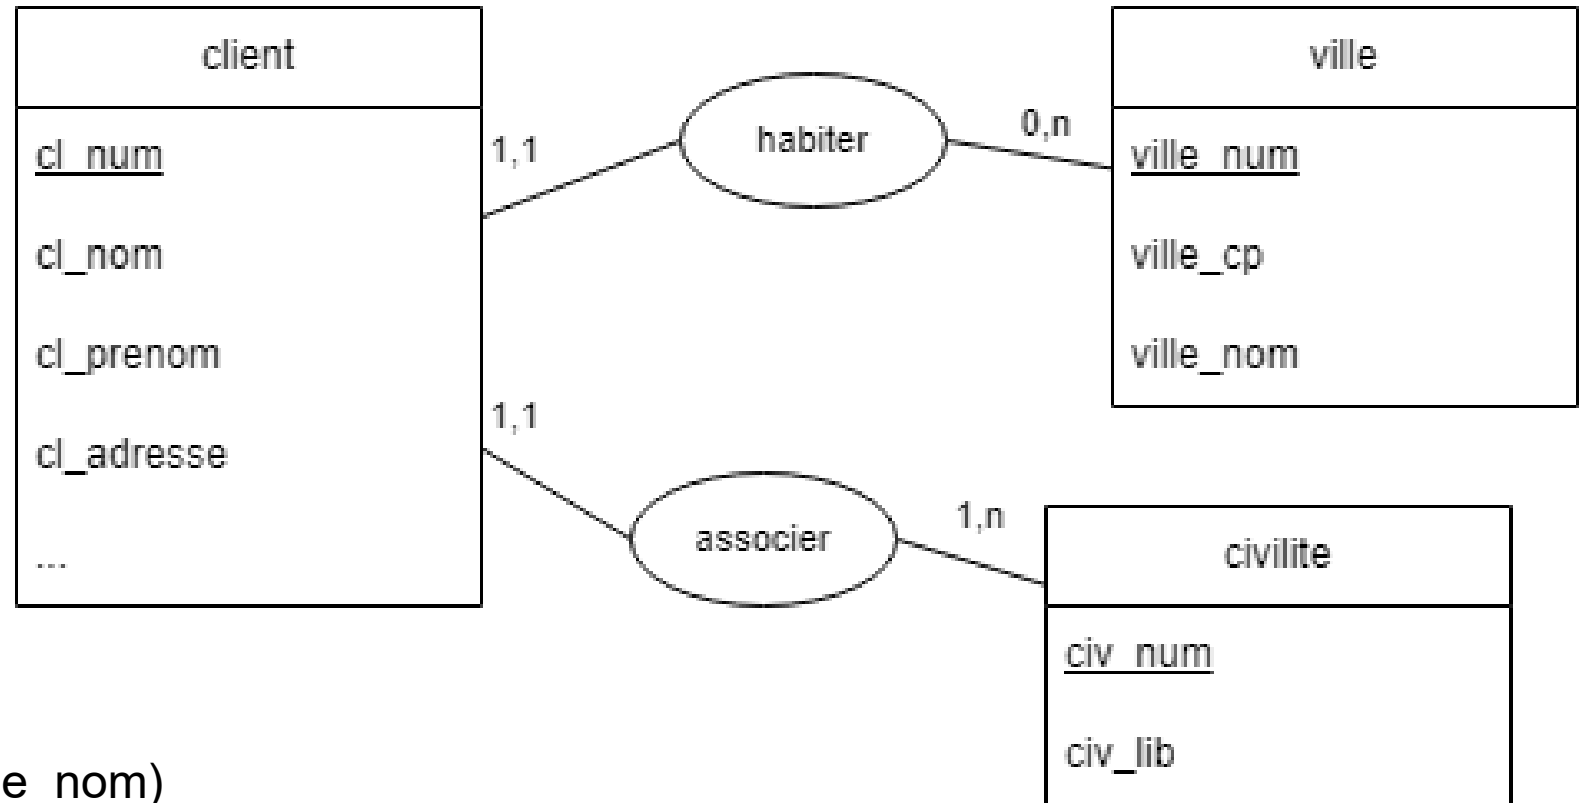 client
cl_num
cl_nom
cl_prenom
cl_adresse
...
1,1
habiter
0,n
ville
ville_num
ville_cp
ville_nom
1,1
associer
1,n
civilite
civ_num
civ_lib
e_nom)